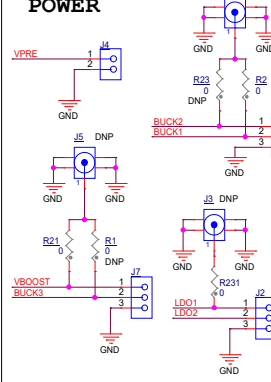 POWER
J4
VPRE 1
2
GND
1
GND GND
R23 R2
0 0
DNP
BUCK2 1
BUCK1 2
3
GND
J5 DNP
1
GND GND
R21 R1
0 0
DNP
J7
VBOOST 1
BUCK3 2
3
GND
J3 DNP
1
GND GND
R231
0
J2
LDO1 1
LDO2 2
3
GND